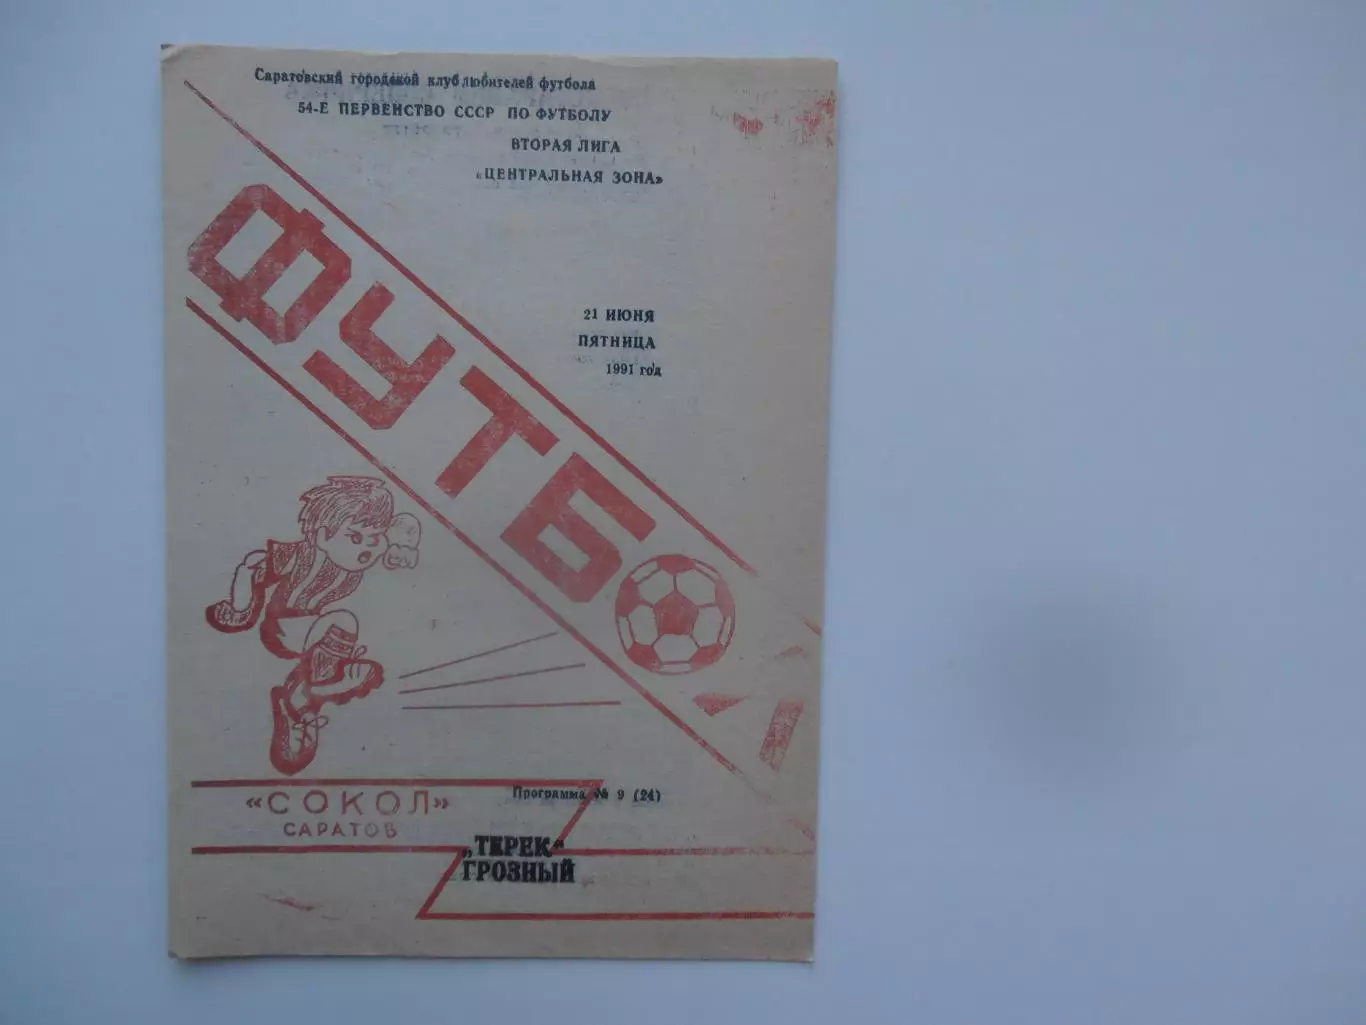 Саратовский городской клуб любителей футбола
54-Е ПЕРВЕНСТВО СССР ПО ФУТБОЛУ
ВТОРАЯ ЛИГА
«ЦЕНТРАЛЬНАЯ ЗОНА»
21 ИЮНЯ
ПЯТНИЦА
1991 год
ФУТБОЛ
Программа № 9 (24)
«СОКОЛ»
САРАТОВ
„ТЕРЕК“
ГРОЗНЫЙ